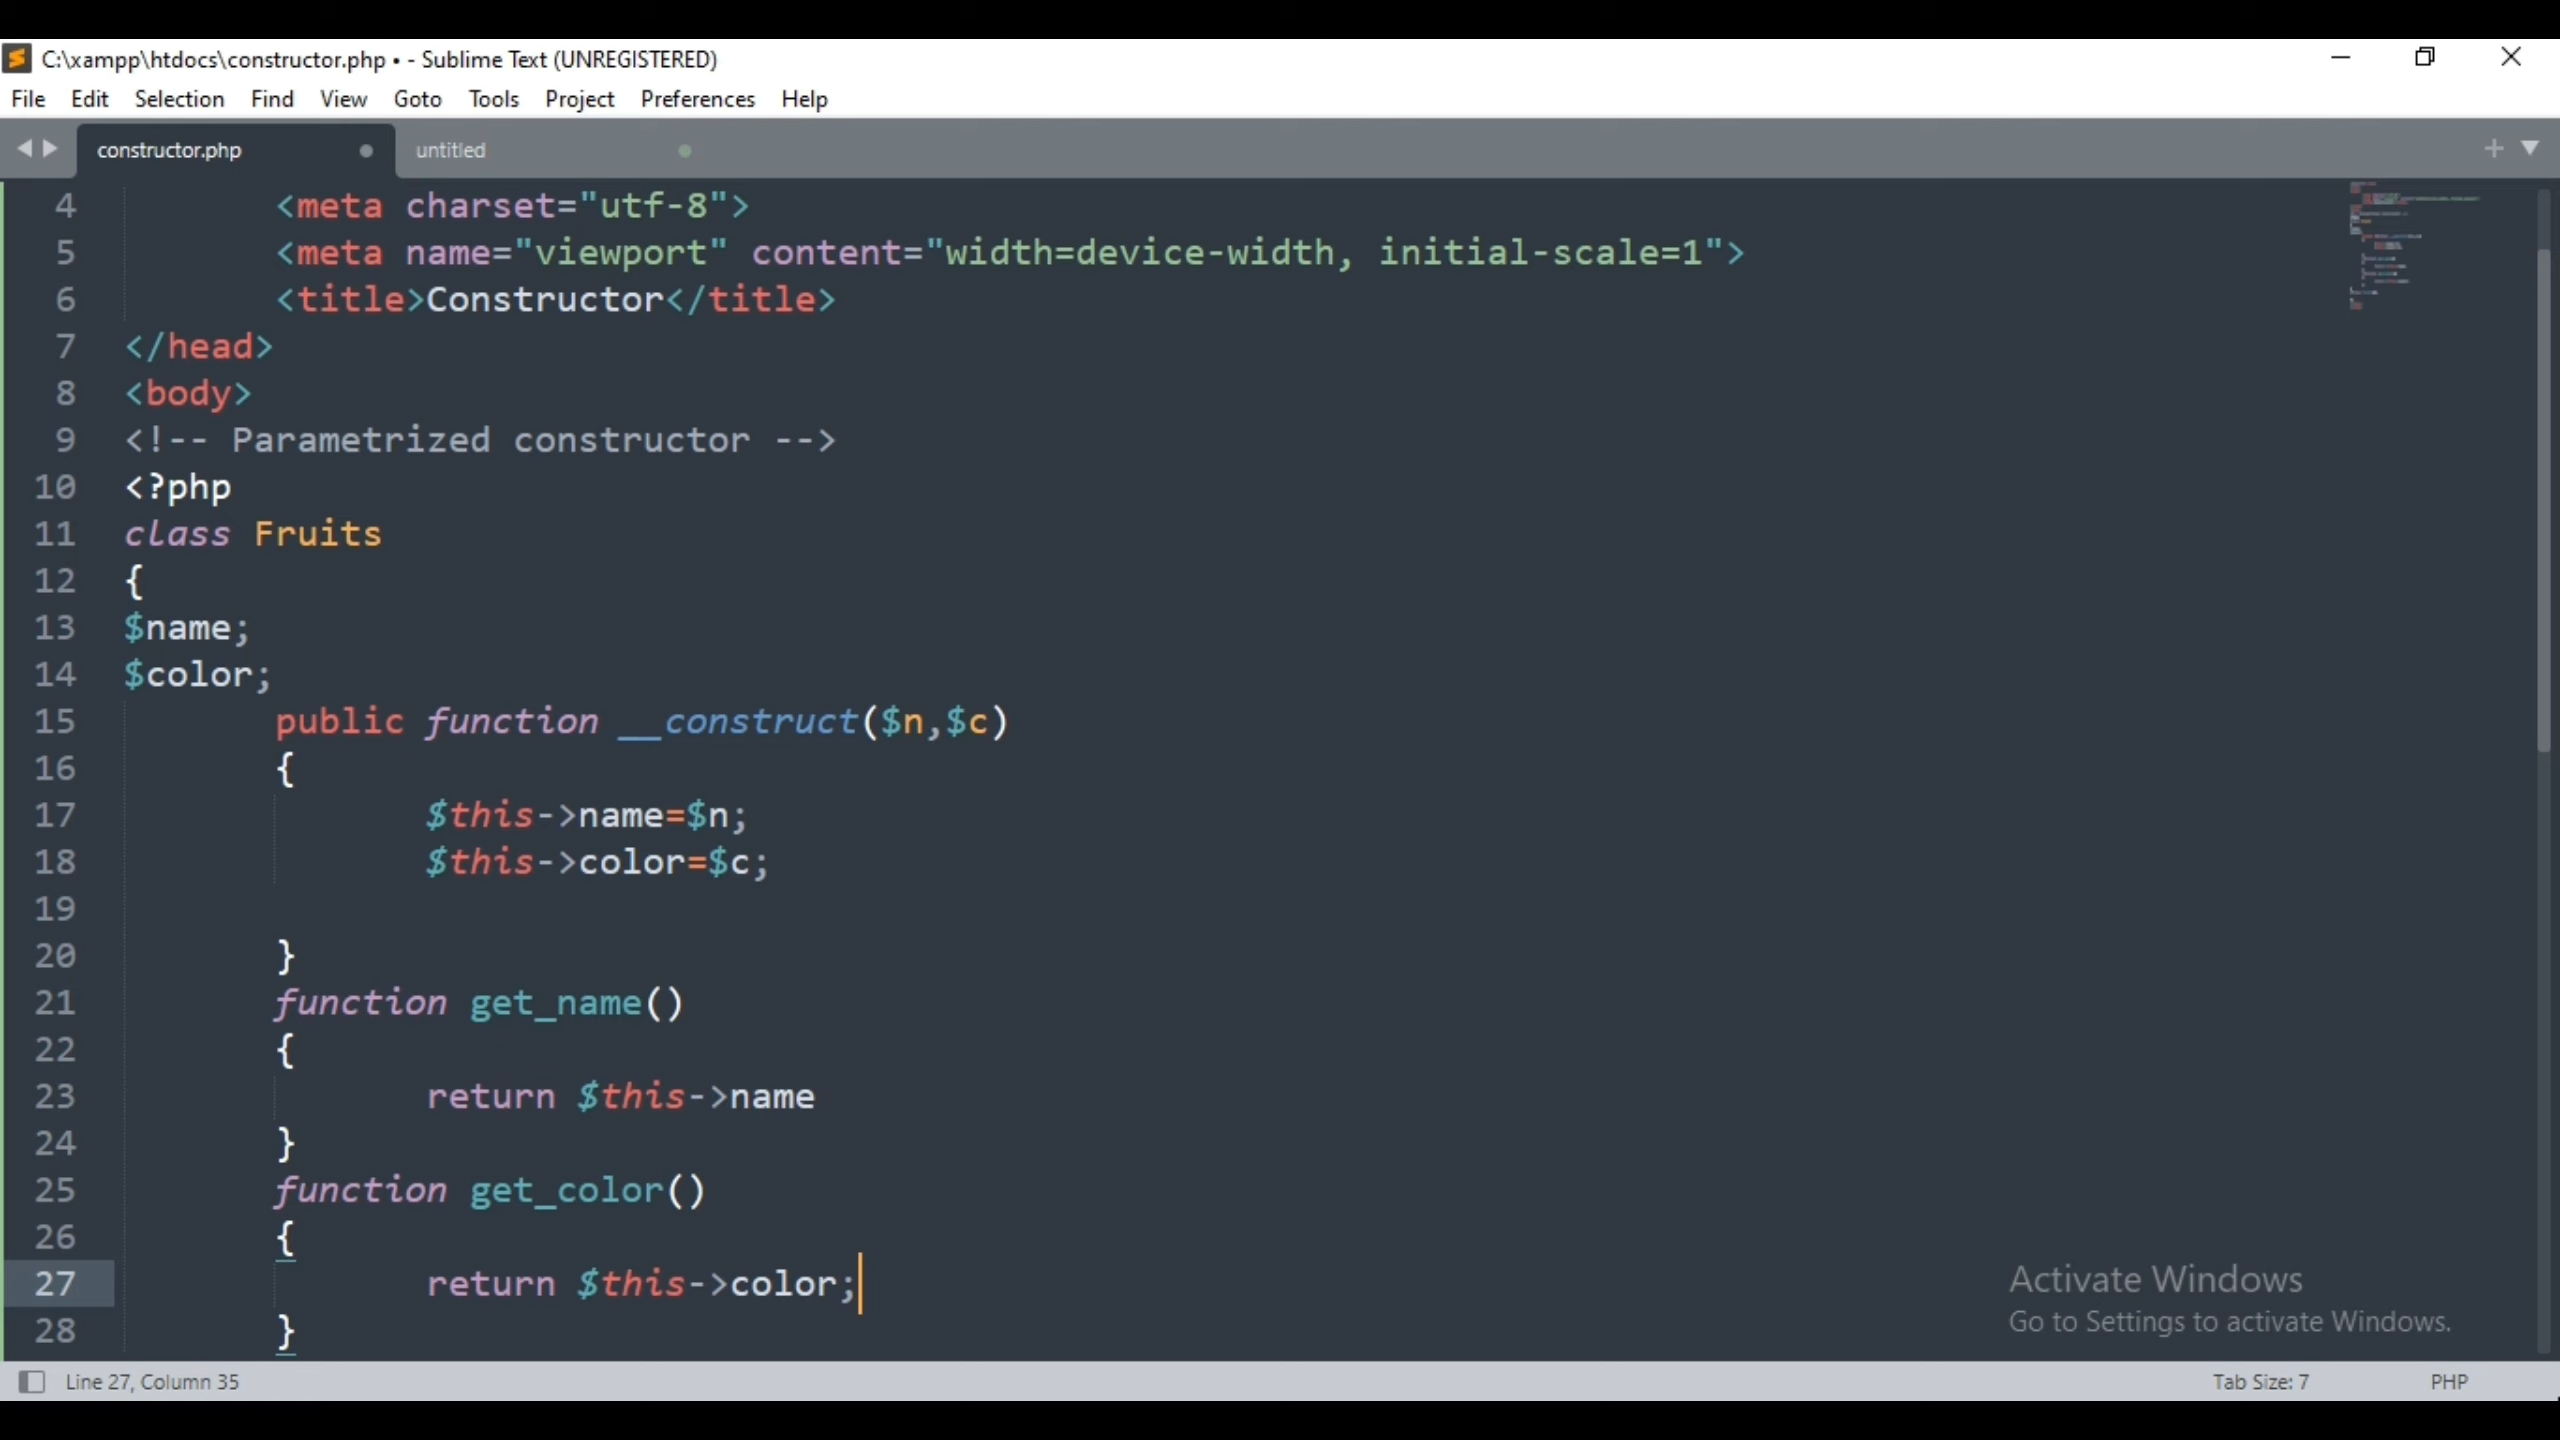 C:\xampp\htdocs\constructor.php • - Sublime Text (UNREGISTERED)
File Edit Selection Find View Goto Tools Project Preferences Help
constructor.php untitled
4 <meta charset="utf-8">
5 <meta name="viewport" content="width=device-width, initial-scale=1">
6 <title>Constructor</title>
7 </head>
8 <body>
9 <!-- Parametrized constructor -->
10 <?php
11 class Fruits
12 {
13 $name;
14 $color;
15 public function __construct($n,$c)
16 {
17 $this->name=$n;
18 $this->color=$c;
19
20 }
21 function get_name()
22 {
23 return $this->name
24 }
25 function get_color()
26 {
27 return $this->color;
28 }
Activate Windows
Go to Settings to activate Windows.
Line 27, Column 35 Tab Size: 7 PHP